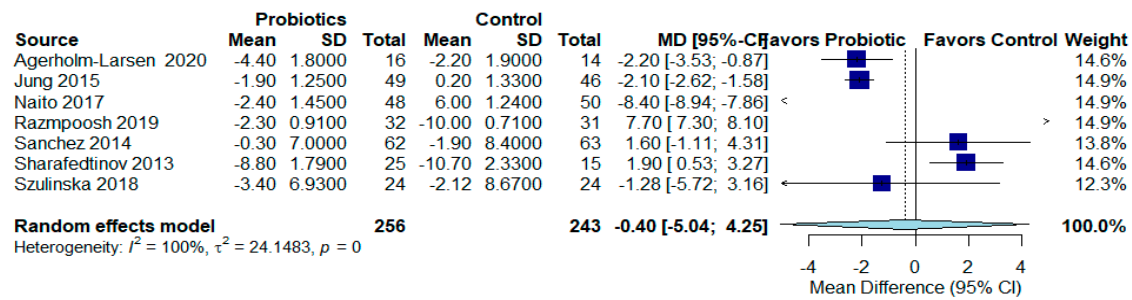 Probiotics Control
Source Mean SD Total Mean SD Total MD [95%-CI] Favors Probiotic Favors Control Weight
Agerholm-Larsen 2020 -4.40 1.8000 16 -2.20 1.9000 14 -2.20 [-3.53; -0.87] 14.6%
Jung 2015 -1.90 1.2500 49 0.20 1.3300 46 -2.10 [-2.62; -1.58] 14.9%
Naito 2017 -2.40 1.4500 48 6.00 1.2400 50 -8.40 [-8.94; -7.86] 14.9%
Razmpoosh 2019 -2.30 0.9100 32 -10.00 0.7100 31 7.70 [ 7.30; 8.10] 14.9%
Sanchez 2014 -0.30 7.0000 62 -1.90 8.4000 63 1.60 [-1.11; 4.31] 13.8%
Sharafedtinov 2013 -8.80 1.7900 25 -10.70 2.3300 15 1.90 [ 0.53; 3.27] 14.6%
Szulinska 2018 -3.40 6.9300 24 -2.12 8.6700 24 -1.28 [-5.72; 3.16] 12.3%
Random effects model 256 243 -0.40 [-5.04; 4.25] 100.0%
Heterogeneity: I² = 100%, τ² = 24.1483, p = 0
-4 -2 0 2 4
Mean Difference (95% CI)